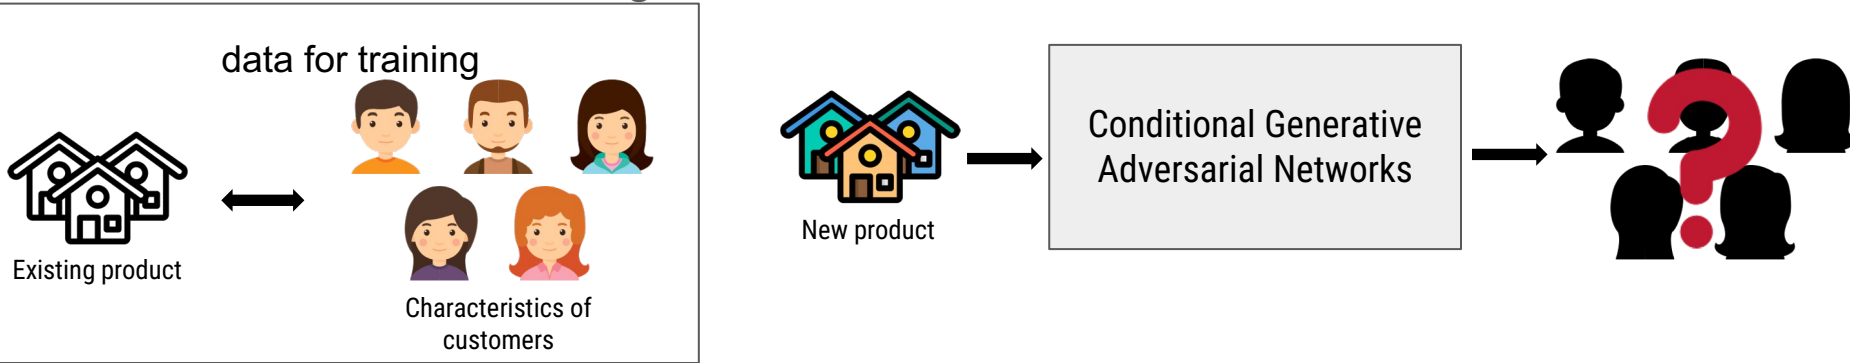 data for training
Existing product
Characteristics of
customers
New product
Conditional Generative
Adversarial Networks